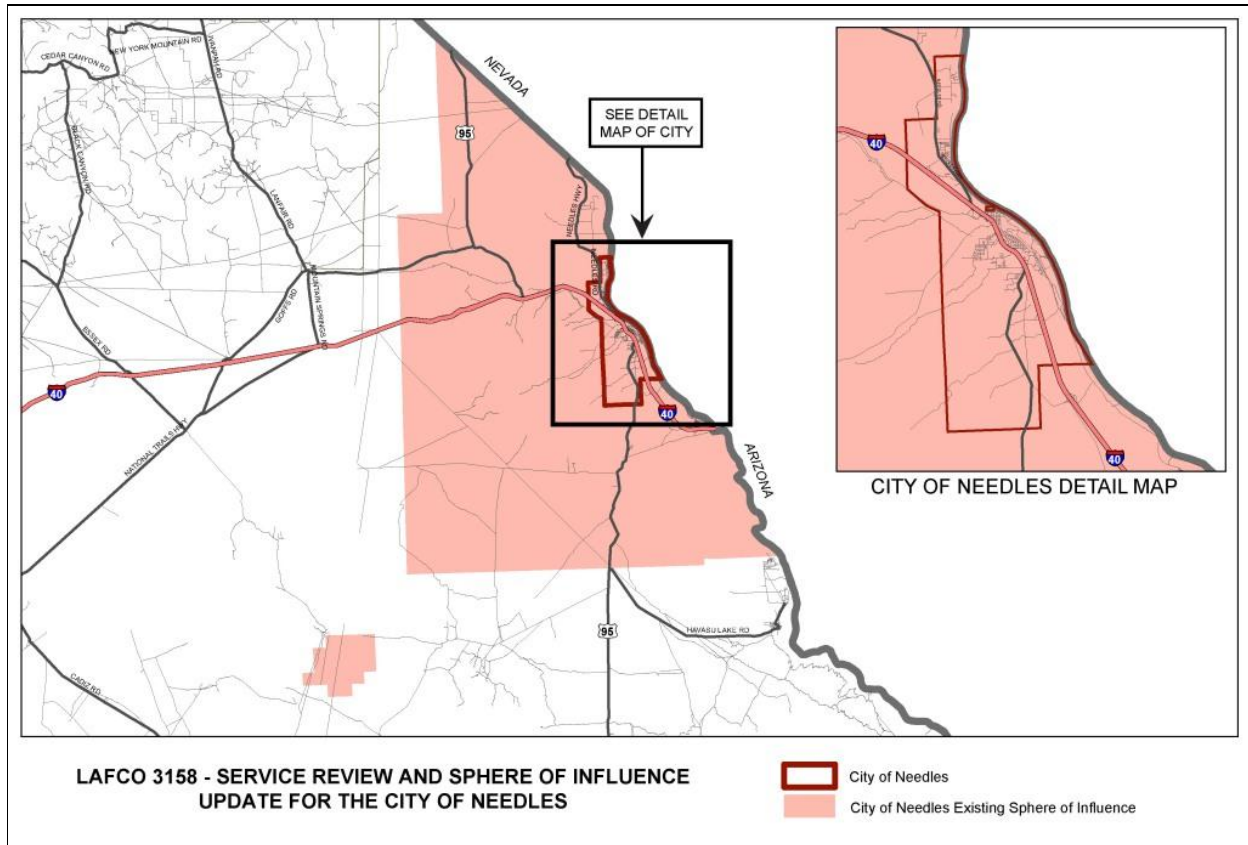 CEDAR CANYON RD
NEW YORK MOUNTAIN RD
IVANPAH RD
NEVADA
95
SEE DETAIL
MAP OF CITY
BLACK CANYON RD
LANFAIR RD
NEEDLES HWY
40
ESSEX RD
GOFFS RD
MOUNTAIN SPRINGS RD
40
NATIONAL TRAILS HWY
40
ARIZONA
40
CITY OF NEEDLES DETAIL MAP
95
HAVASU LAKE RD
CADIZ RD
LAFCO 3158 - SERVICE REVIEW AND SPHERE OF INFLUENCE
UPDATE FOR THE CITY OF NEEDLES
City of Needles
City of Needles Existing Sphere of Influence